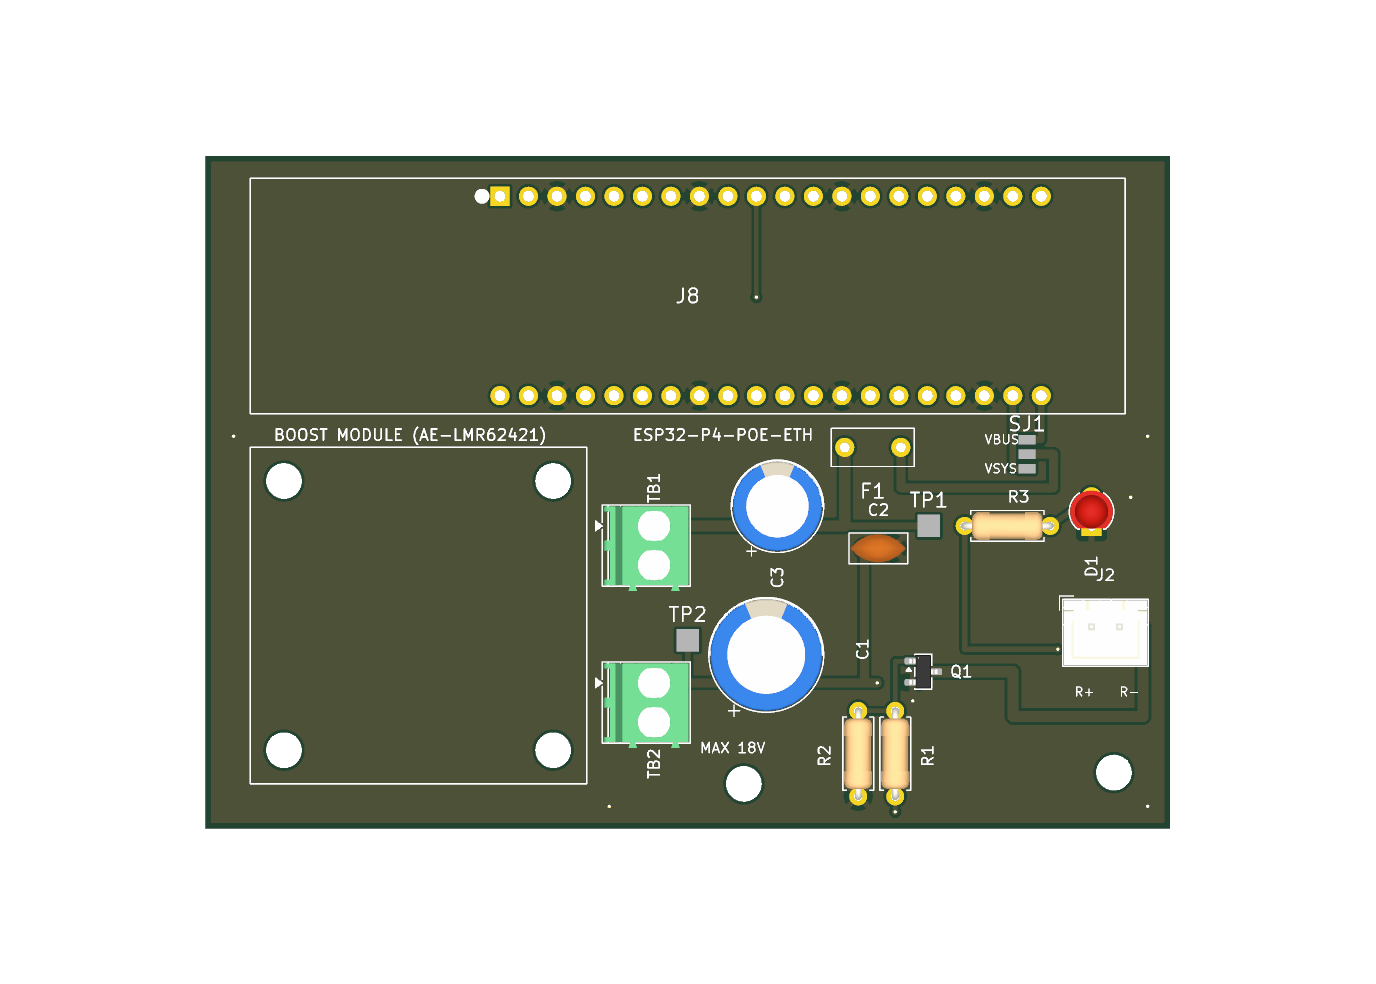 J8
SJ1
BOOST MODULE (AE-LMR62421)
ESP32-P4-POE-ETH
VBUS
VSYS
TB1
F1
TP1
R3
C2
D1
J2
C3
TP2
C1
Q1
R+
R-
MAX 18V
TB2
R2
R1